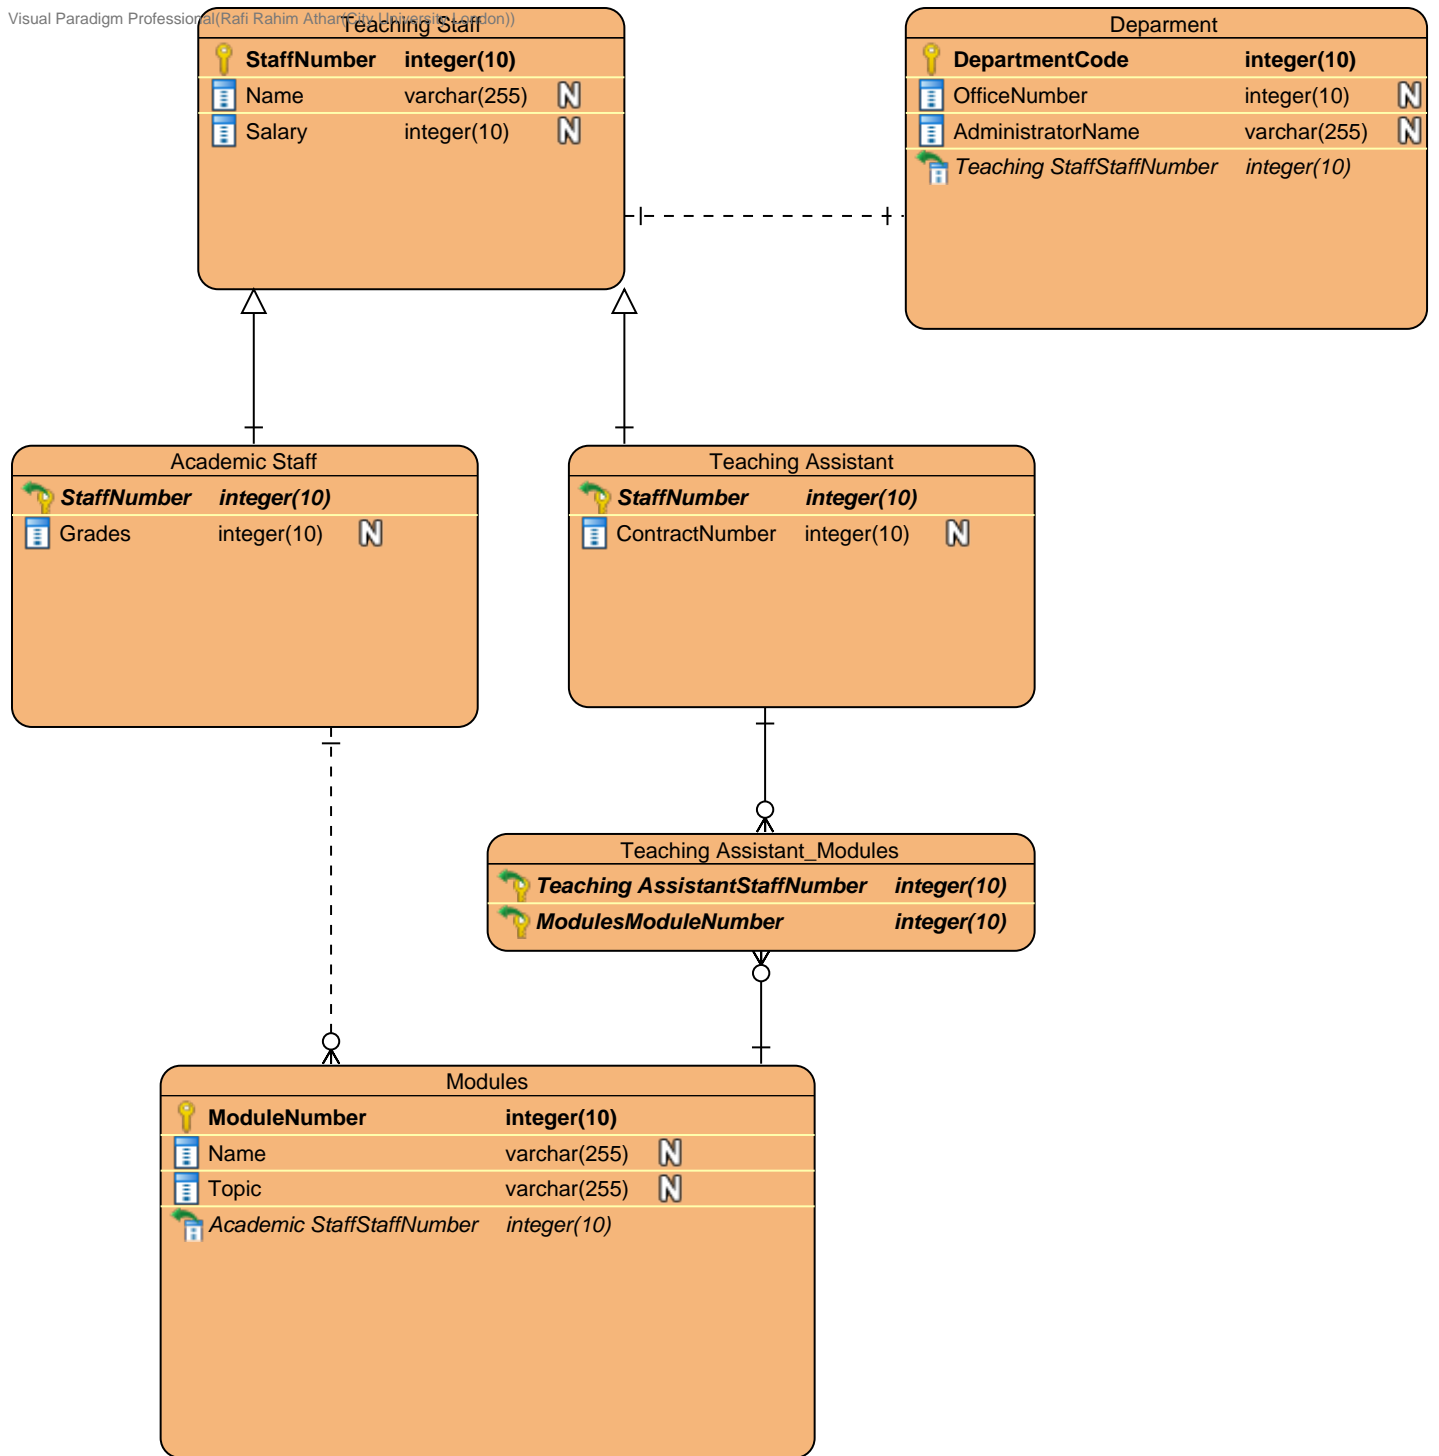 Visual Paradigm Professional(Rafi Rahim Athar(City University London))
Teaching Staff
StaffNumber integer(10)
Name varchar(255) N
Salary integer(10) N
Deparment
DepartmentCode integer(10)
OfficeNumber integer(10) N
AdministratorName varchar(255) N
Teaching StaffStaffNumber integer(10)
Academic Staff
StaffNumber integer(10)
Grades integer(10) N
Teaching Assistant
StaffNumber integer(10)
ContractNumber integer(10) N
Teaching Assistant_Modules
Teaching AssistantStaffNumber integer(10)
ModulesModuleNumber integer(10)
Modules
ModuleNumber integer(10)
Name varchar(255) N
Topic varchar(255) N
Academic StaffStaffNumber integer(10)